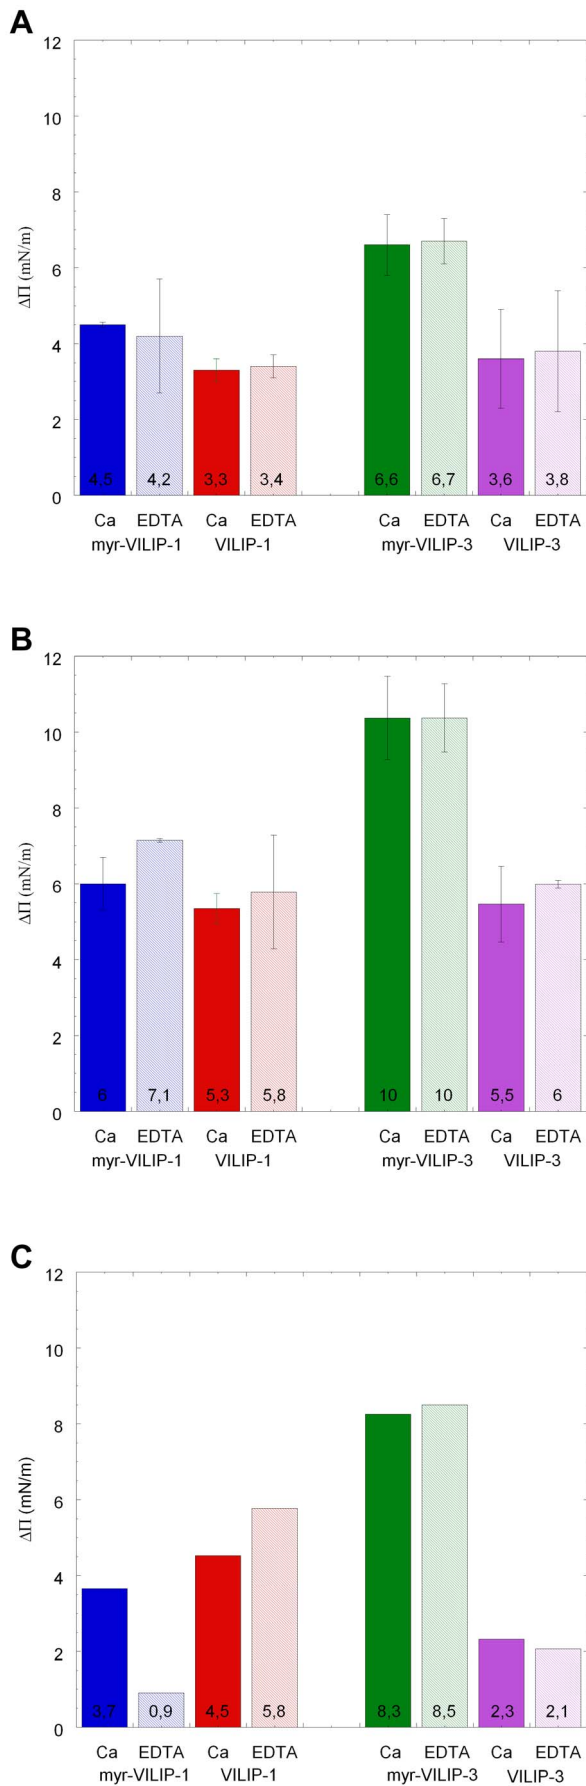 A
12
10
8
6
4
2
0
ΔΠ (mN/m)
4,5 4,2 3,3 3,4 6,6 6,7 3,6 3,8
Ca EDTA Ca EDTA Ca EDTA Ca EDTA
myr-VILIP-1 VILIP-1 myr-VILIP-3 VILIP-3
B
12
10
8
6
4
2
0
ΔΠ (mN/m)
6 7,1 5,3 5,8 10 10 5,5 6
Ca EDTA Ca EDTA Ca EDTA Ca EDTA
myr-VILIP-1 VILIP-1 myr-VILIP-3 VILIP-3
C
12
10
8
6
4
2
0
ΔΠ (mN/m)
3,7 0,9 4,5 5,8 8,3 8,5 2,3 2,1
Ca EDTA Ca EDTA Ca EDTA Ca EDTA
myr-VILIP-1 VILIP-1 myr-VILIP-3 VILIP-3